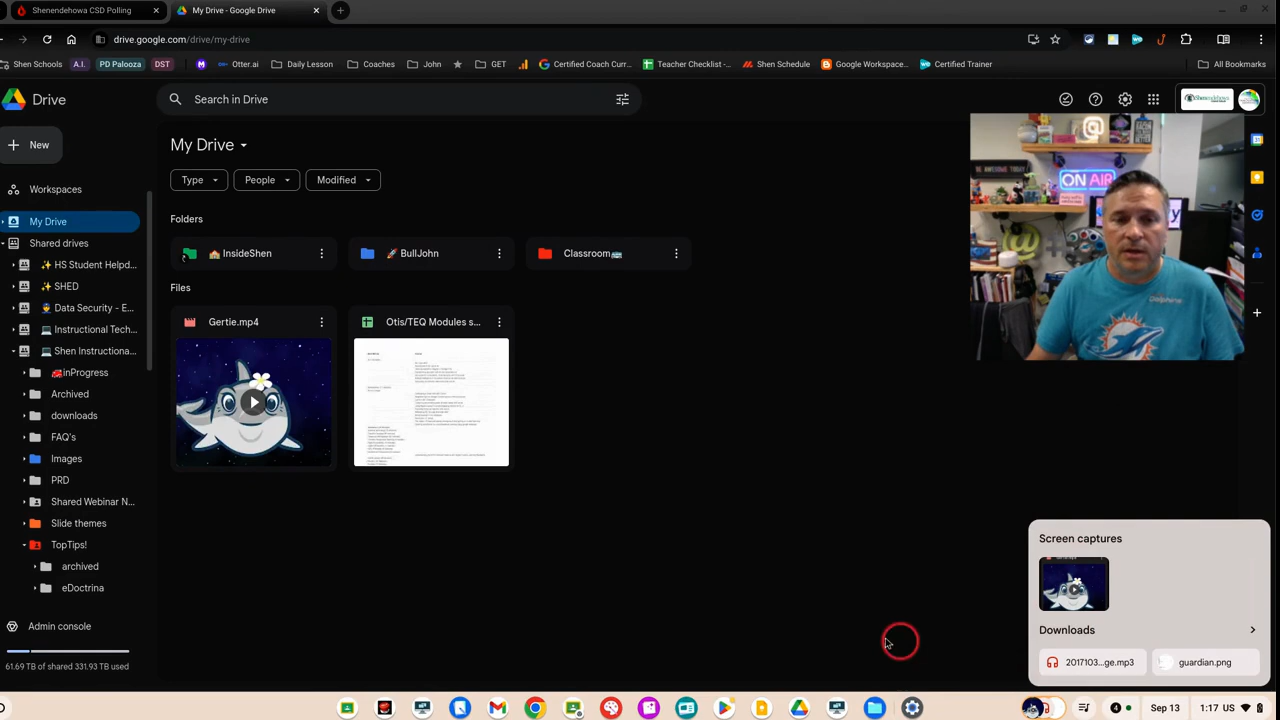 Shenendehowa CSD Polling
My Drive - Google Drive
drive.google.com/drive/my-drive
Shen Schools
A.I.
PD Palooza
DST
Otter.ai
Daily Lesson
Coaches
John
GET
Certified Coach Curr...
Teacher Checklist -...
Shen Schedule
Google Workspace...
Certified Trainer
All Bookmarks
Drive
Search in Drive
New
My Drive
Type
People
Modified
Workspaces
My Drive
Shared drives
HS Student Helpd...
SHED
Data Security - E...
Instructional Tech...
Shen Instructiona...
inProgress
Archived
downloads
FAQ's
Images
PRD
Shared Webinar N...
Slide themes
TopTips!
archived
eDoctrina
Admin console
61.69 TB of shared 331.93 TB used
Folders
InsideShen
BullJohn
Classroom
Files
Gertie.mp4
Otis/TEQ Modules s...
ON AIR
Dolphins
Screen captures
Downloads
2017103...ge.mp3
guardian.png
4
Sep 13
1:17 US